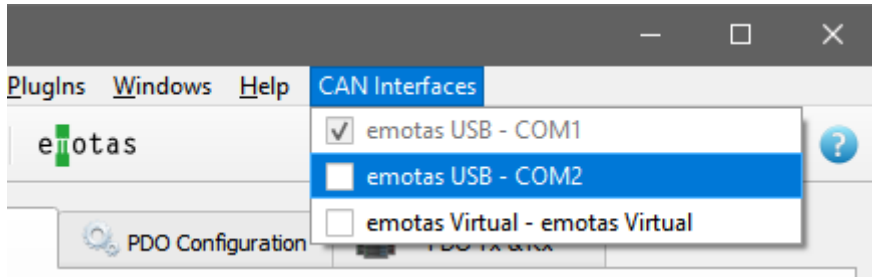 PlugIns Windows Help CAN Interfaces
emotas USB - COM1
emotas
emotas USB - COM2
emotas Virtual - emotas Virtual
PDO Configuration